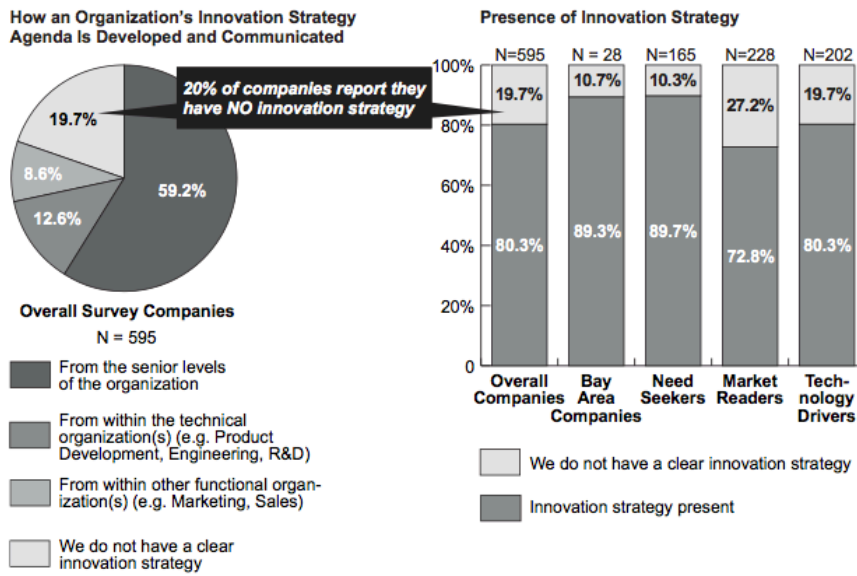 How an Organization's Innovation Strategy
Agenda Is Developed and Communicated
20% of companies report they
have NO innovation strategy
19.7%
8.6%
12.6%
59.2%
Overall Survey Companies
N = 595
From the senior levels
of the organization
From within the technical
organization(s) (e.g. Product
Development, Engineering, R&D)
From within other functional organ-
ization(s) (e.g. Marketing, Sales)
We do not have a clear
innovation strategy
Presence of Innovation Strategy
N=595 N = 28 N=165 N=228 N=202
100%
80%
60%
40%
20%
0
19.7% 10.7% 10.3% 27.2% 19.7%
80.3% 89.3% 89.7% 72.8% 80.3%
Overall
Companies
Bay
Area
Companies
Need
Seekers
Market
Readers
Tech-
nology
Drivers
We do not have a clear innovation strategy
Innovation strategy present